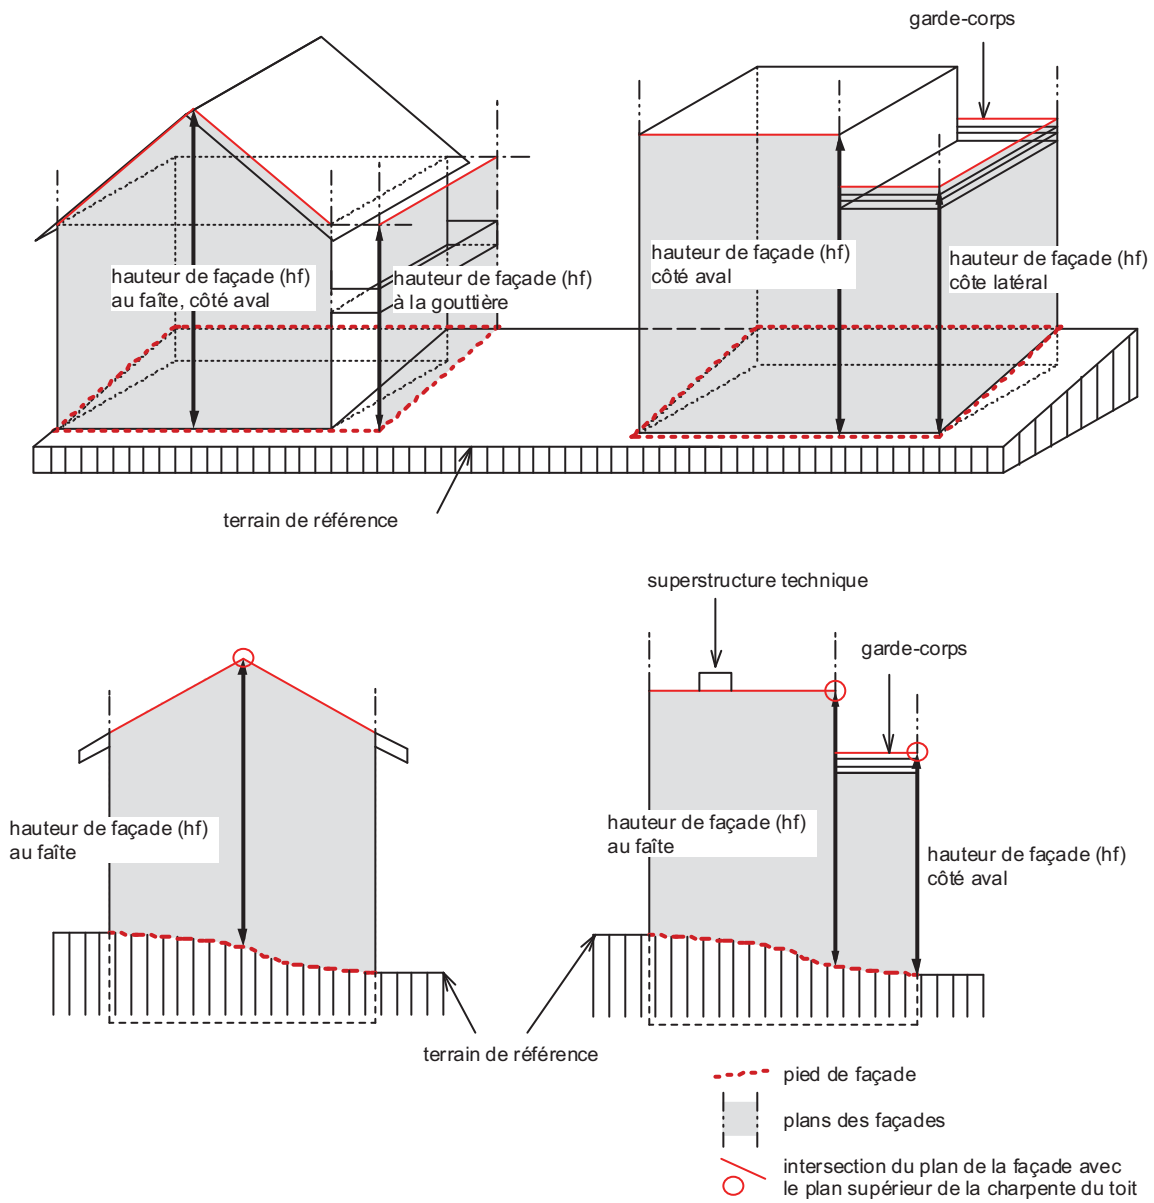 garde-corps
hauteur de façade (hf)
au faîte, côté aval
hauteur de façade (hf)
à la gouttière
hauteur de façade (hf)
côté aval
hauteur de façade (hf)
côte latéral
terrain de référence
superstructure technique
garde-corps
hauteur de façade (hf)
au faîte
hauteur de façade (hf)
au faîte
hauteur de façade (hf)
côté aval
terrain de référence
pied de façade
plans des façades
intersection du plan de la façade avec
le plan supérieur de la charpente du toit